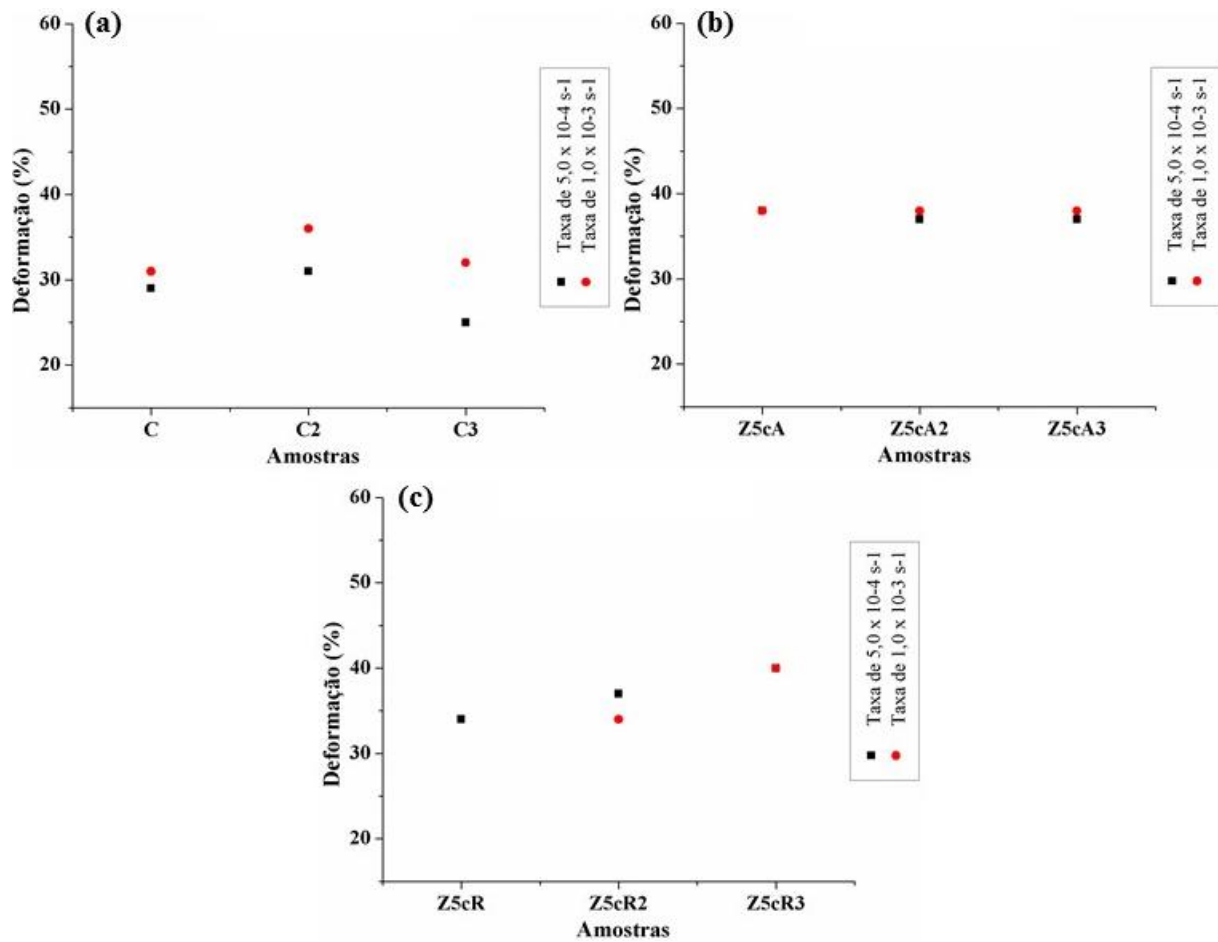 (a)
60
50
40
30
20
Deformação (%)
C
C2
C3
Amostras
Taxa de 5,0 x 10-4 s-1
Taxa de 1,0 x 10-3 s-1
(b)
60
50
40
30
20
Deformação (%)
Z5cA
Z5cA2
Z5cA3
Amostras
Taxa de 5,0 x 10-4 s-1
Taxa de 1,0 x 10-3 s-1
(c)
60
50
40
30
20
Deformação (%)
Z5cR
Z5cR2
Z5cR3
Amostras
Taxa de 5,0 x 10-4 s-1
Taxa de 1,0 x 10-3 s-1